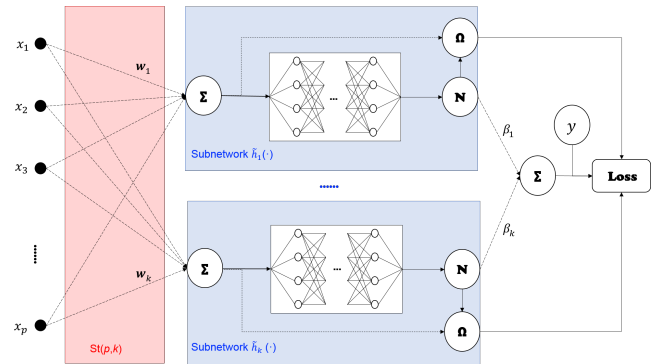 x₁
x₂
x₃
......
xₚ
w₁
wₖ
St(p,k)
Σ
...
N
Ω
Subnetwork h̃₁(·)
......
Σ
...
N
Ω
Subnetwork h̃ₖ(·)
β₁
βₖ
Σ
y
Loss